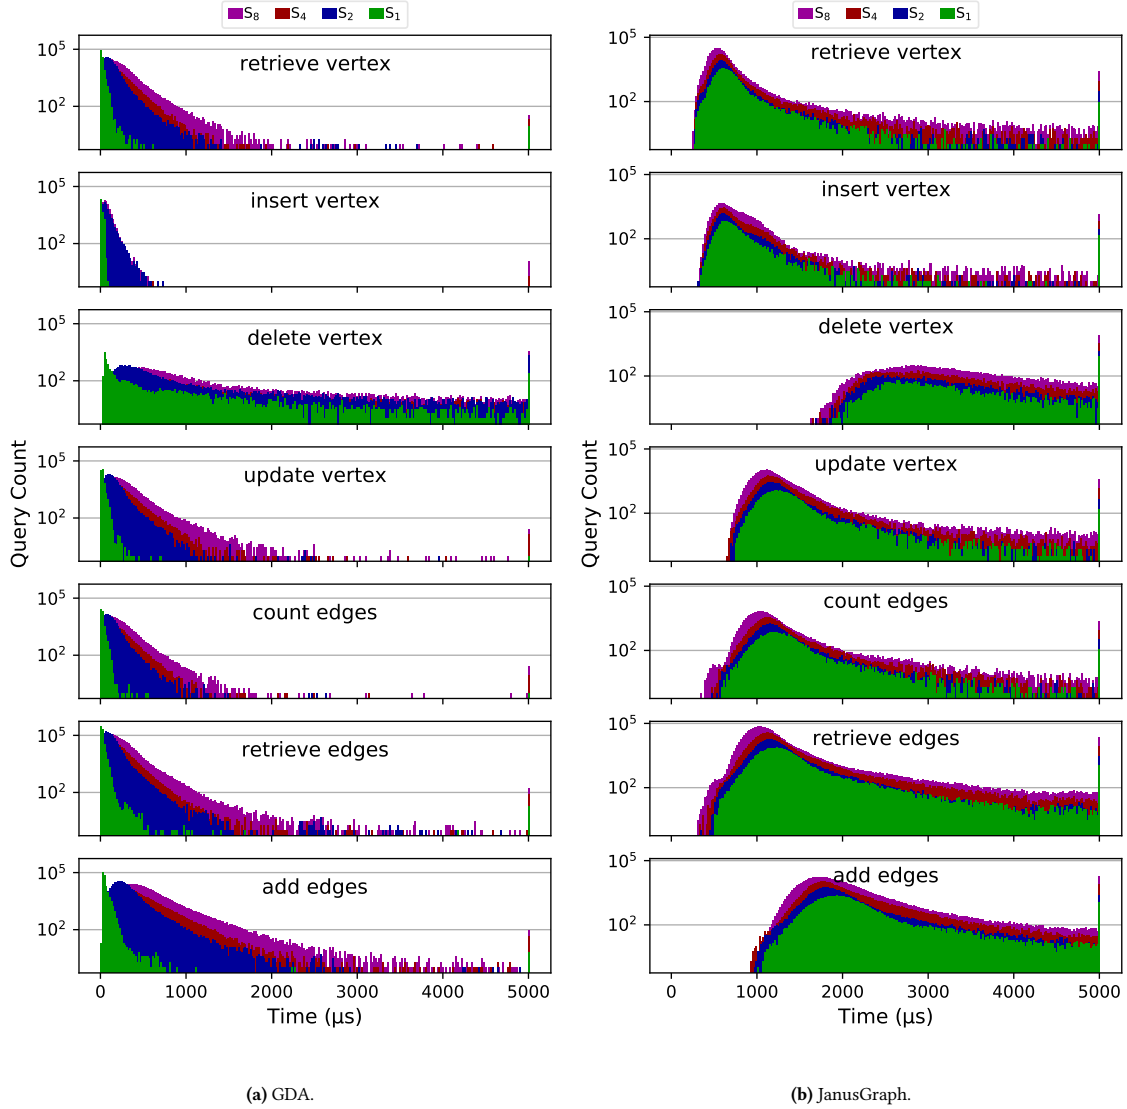 S8 S4 S2 S1
retrieve vertex
10^5
10^2
insert vertex
10^5
10^2
delete vertex
10^5
10^2
update vertex
10^5
10^2
count edges
10^5
10^2
retrieve edges
10^5
10^2
add edges
10^5
10^2
Query Count
0 1000 2000 3000 4000 5000
Time (μs)
(a) GDA.
S8 S4 S2 S1
retrieve vertex
10^5
10^2
insert vertex
10^5
10^2
delete vertex
10^5
10^2
update vertex
10^5
10^2
count edges
10^5
10^2
retrieve edges
10^5
10^2
add edges
10^5
10^2
Query Count
0 1000 2000 3000 4000 5000
Time (μs)
(b) JanusGraph.